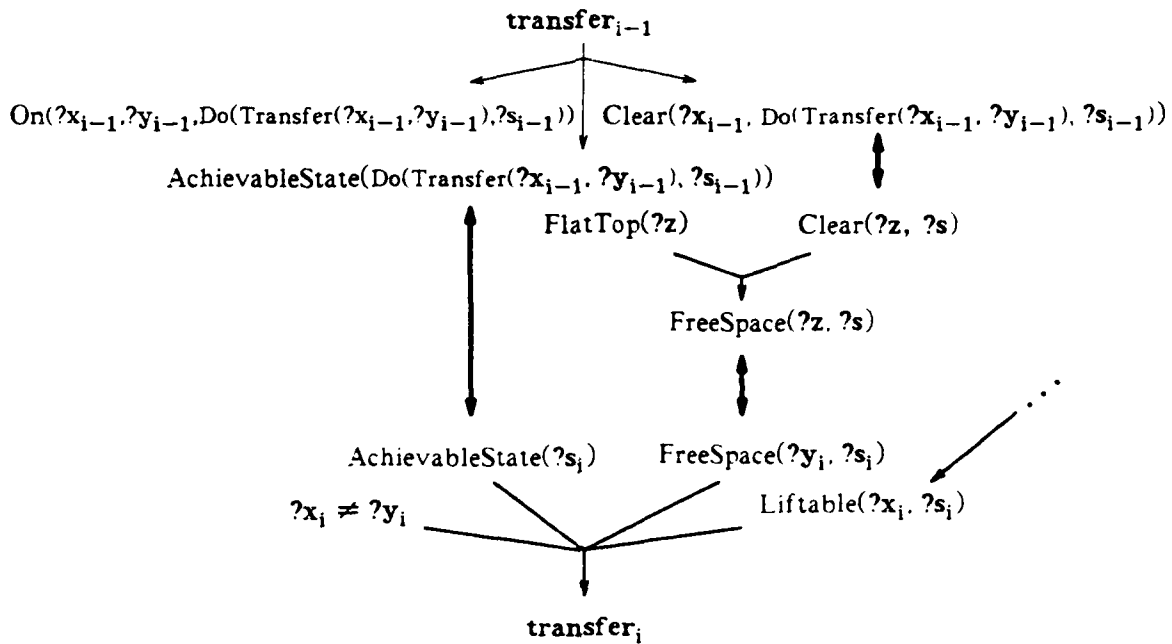 transfer_{i-1}
On(?x_{i-1},?y_{i-1},Do(Transfer(?x_{i-1},?y_{i-1}),?s_{i-1})) Clear(?x_{i-1}, Do(Transfer(?x_{i-1}, ?y_{i-1}), ?s_{i-1}))
AchievableState(Do(Transfer(?x_{i-1}, ?y_{i-1}), ?s_{i-1}))
FlatTop(?z) Clear(?z, ?s)
FreeSpace(?z, ?s)
AchievableState(?s_i) FreeSpace(?y_i, ?s_i)
?x_i ≠ ?y_i Liftable(?x_i, ?s_i)
transfer_i